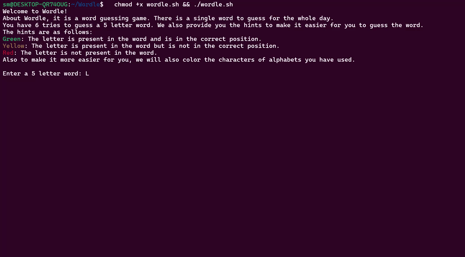 sm@DESKTOP-QR74OUG:~/Wordle$   chmod +x wordle.sh && ./wordle.sh
Welcome to Wordle!
About Wordle, it is a word guessing game. There is a single word to guess for the whole day.
You have 6 tries to guess a 5 letter word. We also provide you the hints to make it easier for you to guess the word.
The hints are as follows:
Green: The letter is present in the word and is in the correct position.
Yellow: The letter is present in the word but is not in the correct position.
Red: The letter is not present in the word.
Also to make it more easier for you, we will also color the characters of alphabets you have used.
Enter a 5 letter word: L